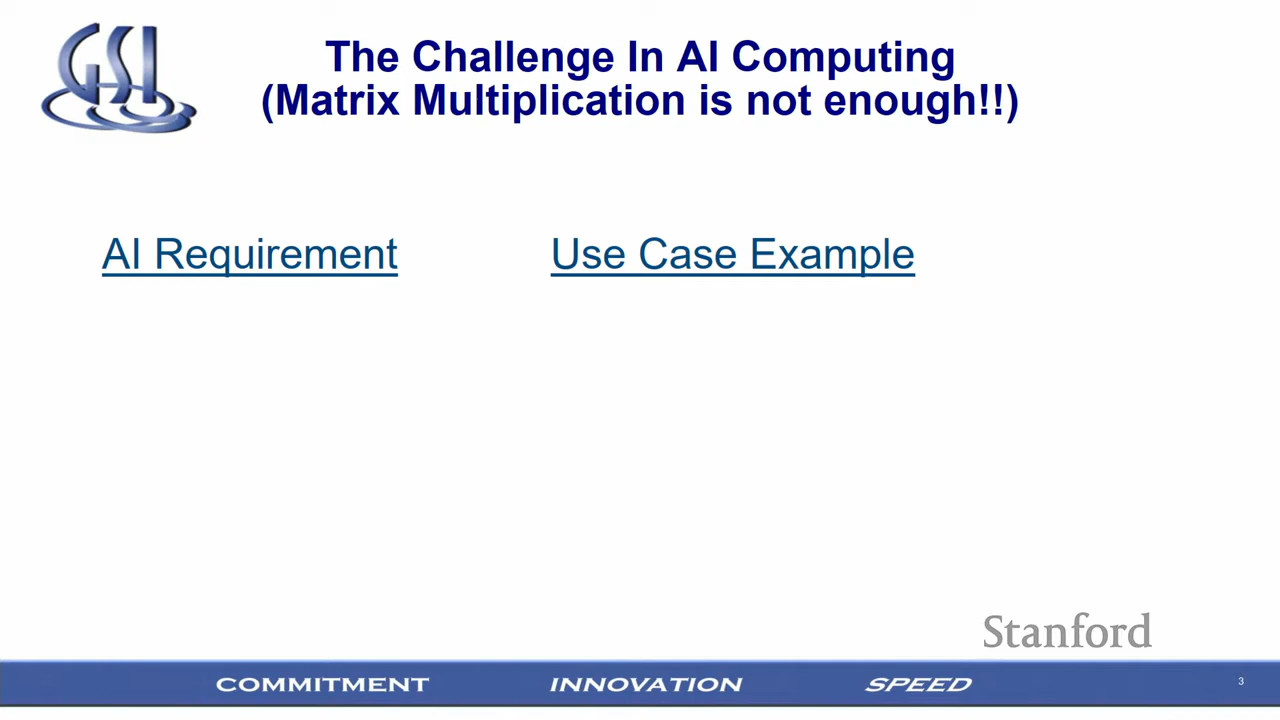 GSI
The Challenge In AI Computing
(Matrix Multiplication is not enough!!)
AI Requirement
Use Case Example
Stanford
COMMITMENT
INNOVATION
SPEED
3